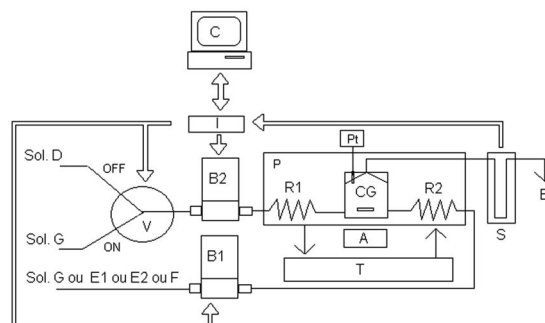 C
I
Sol. D
OFF
Sol. G
ON
V
B2
P
Pt
R1
CG
R2
E
S
A
T
B1
Sol. G ou E1 ou E2 ou F